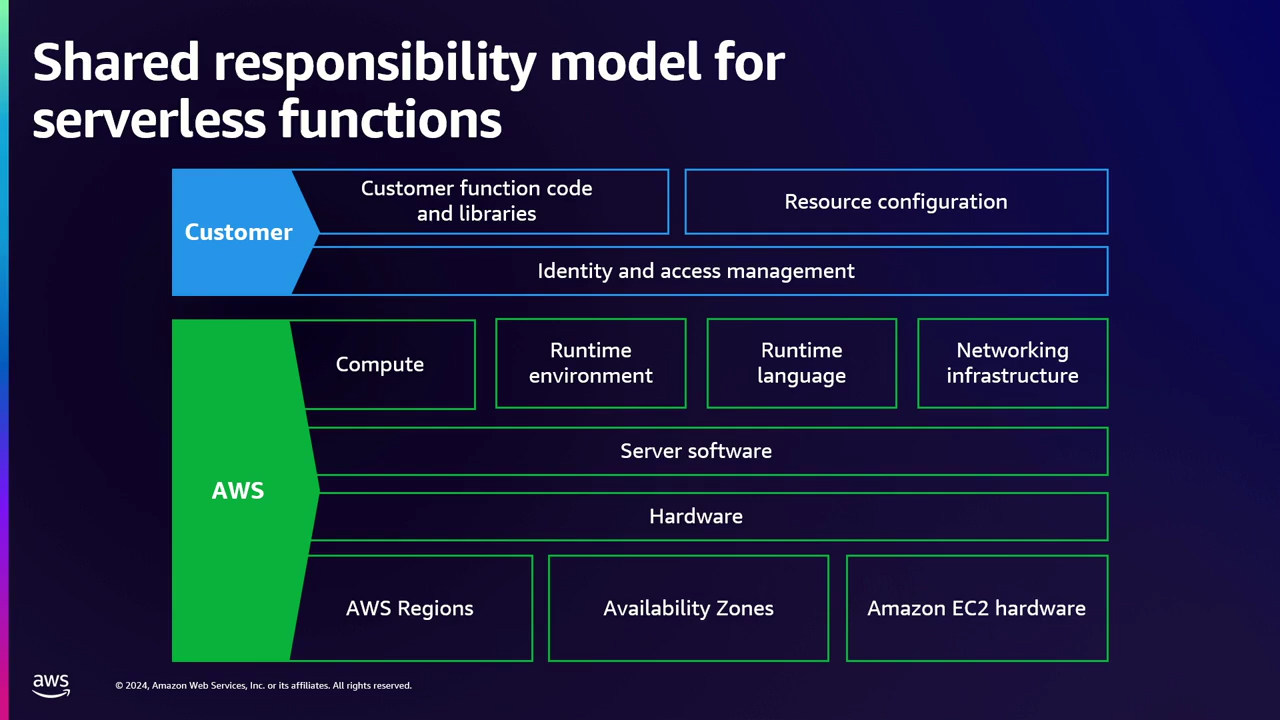 Shared responsibility model for
serverless functions
Customer
Customer function code
and libraries
Resource configuration
Identity and access management
AWS
Compute
Runtime
environment
Runtime
language
Networking
infrastructure
Server software
Hardware
AWS Regions
Availability Zones
Amazon EC2 hardware
aws
© 2024, Amazon Web Services, Inc. or its affiliates. All rights reserved.